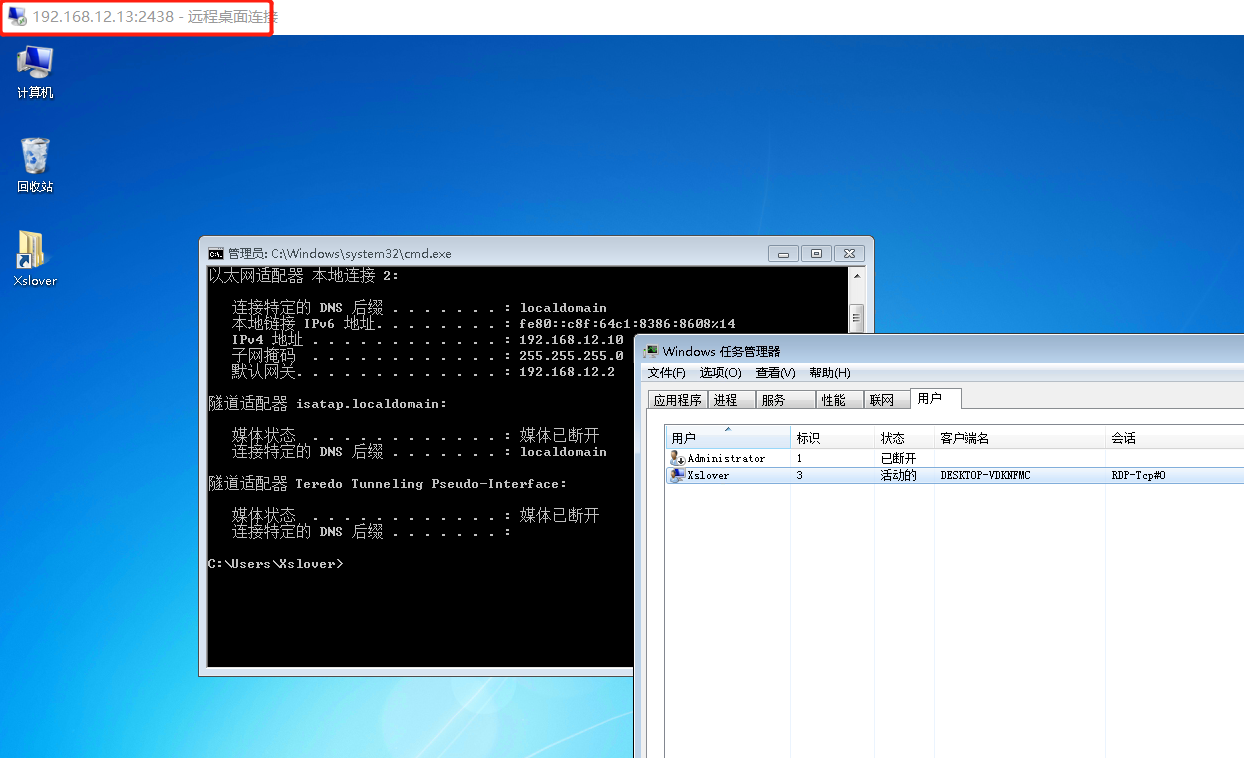 192.168.12.13:2438 - 远程桌面连接
计算机
回收站
Xslover
管理员: C:\Windows\system32\cmd.exe
以太网适配器 本地连接 2:
连接特定的 DNS 后缀 . . . . . . . : localdomain
本地链接 IPv6 地址. . . . . . . . : fe80::c8f:64c1:8386:8608%14
IPv4 地址 . . . . . . . . . . . . : 192.168.12.10
子网掩码 . . . . . . . . . . . . : 255.255.255.0
默认网关. . . . . . . . . . . . . : 192.168.12.2
隧道适配器 isatap.localdomain:
媒体状态 . . . . . . . . . . . . : 媒体已断开
连接特定的 DNS 后缀 . . . . . . . : localdomain
隧道适配器 Teredo Tunneling Pseudo-Interface:
媒体状态 . . . . . . . . . . . . : 媒体已断开
连接特定的 DNS 后缀 . . . . . . . :
C:\Users\Xslover>
Windows 任务管理器
文件(F) 选项(O) 查看(V) 帮助(H)
应用程序 进程 服务 性能 联网 用户
用户 标识 状态 客户端名 会话
Administrator 1 已断开
Xslover 3 活动的 DESKTOP-VDKNFMC RDP-Tcp#0